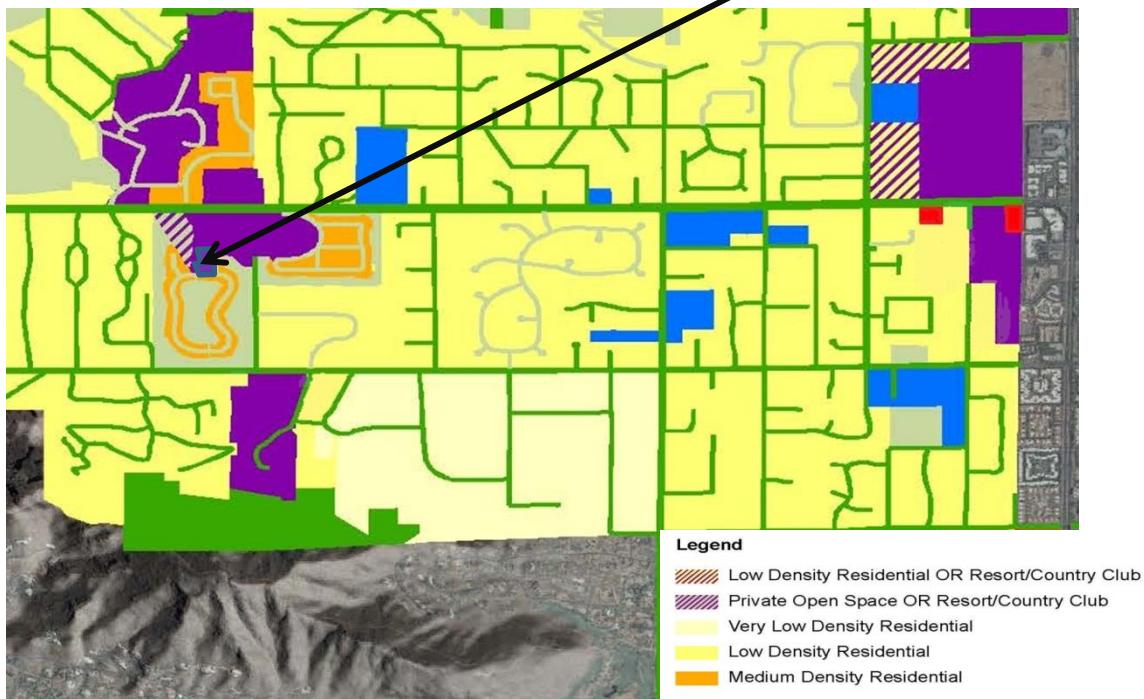 Legend
Low Density Residential OR Resort/Country Club
Private Open Space OR Resort/Country Club
Very Low Density Residential
Low Density Residential
Medium Density Residential